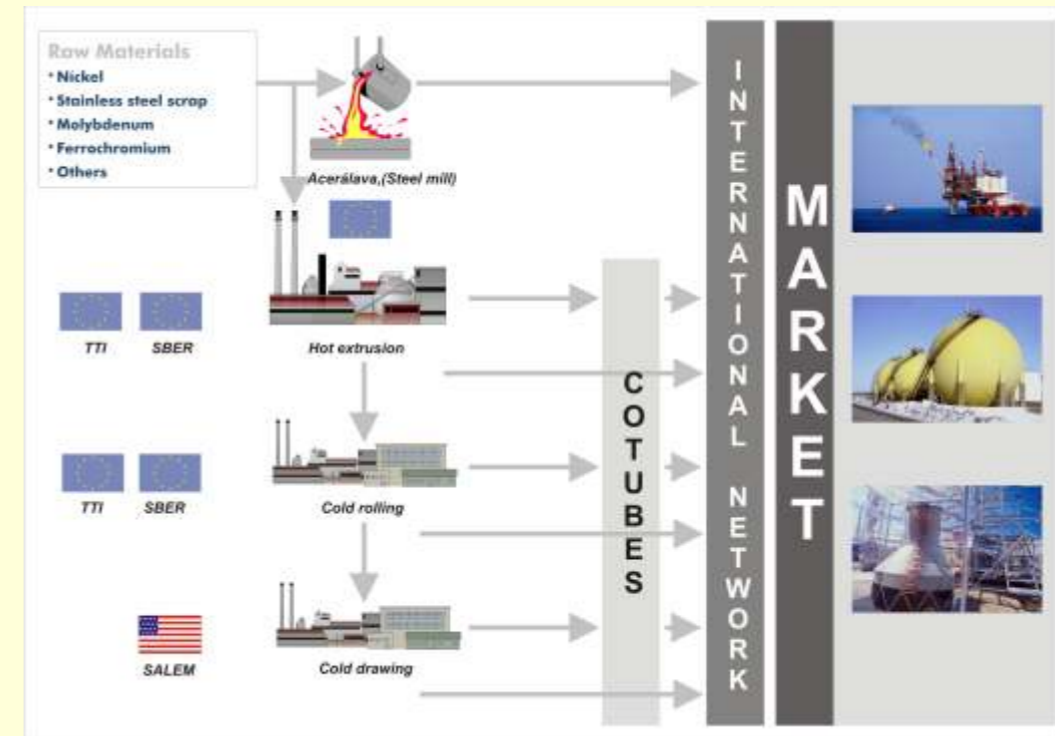 Raw Materials
• Nickel
• Stainless steel scrap
• Molybdenum
• Ferrochromium
• Others
Acerálava,(Steel mill)
TTI
SBER
Hot extrusion
TTI
SBER
Cold rolling
SALEM
Cold drawing
COTUBES
INTERNATIONAL NETWORK
MARKET